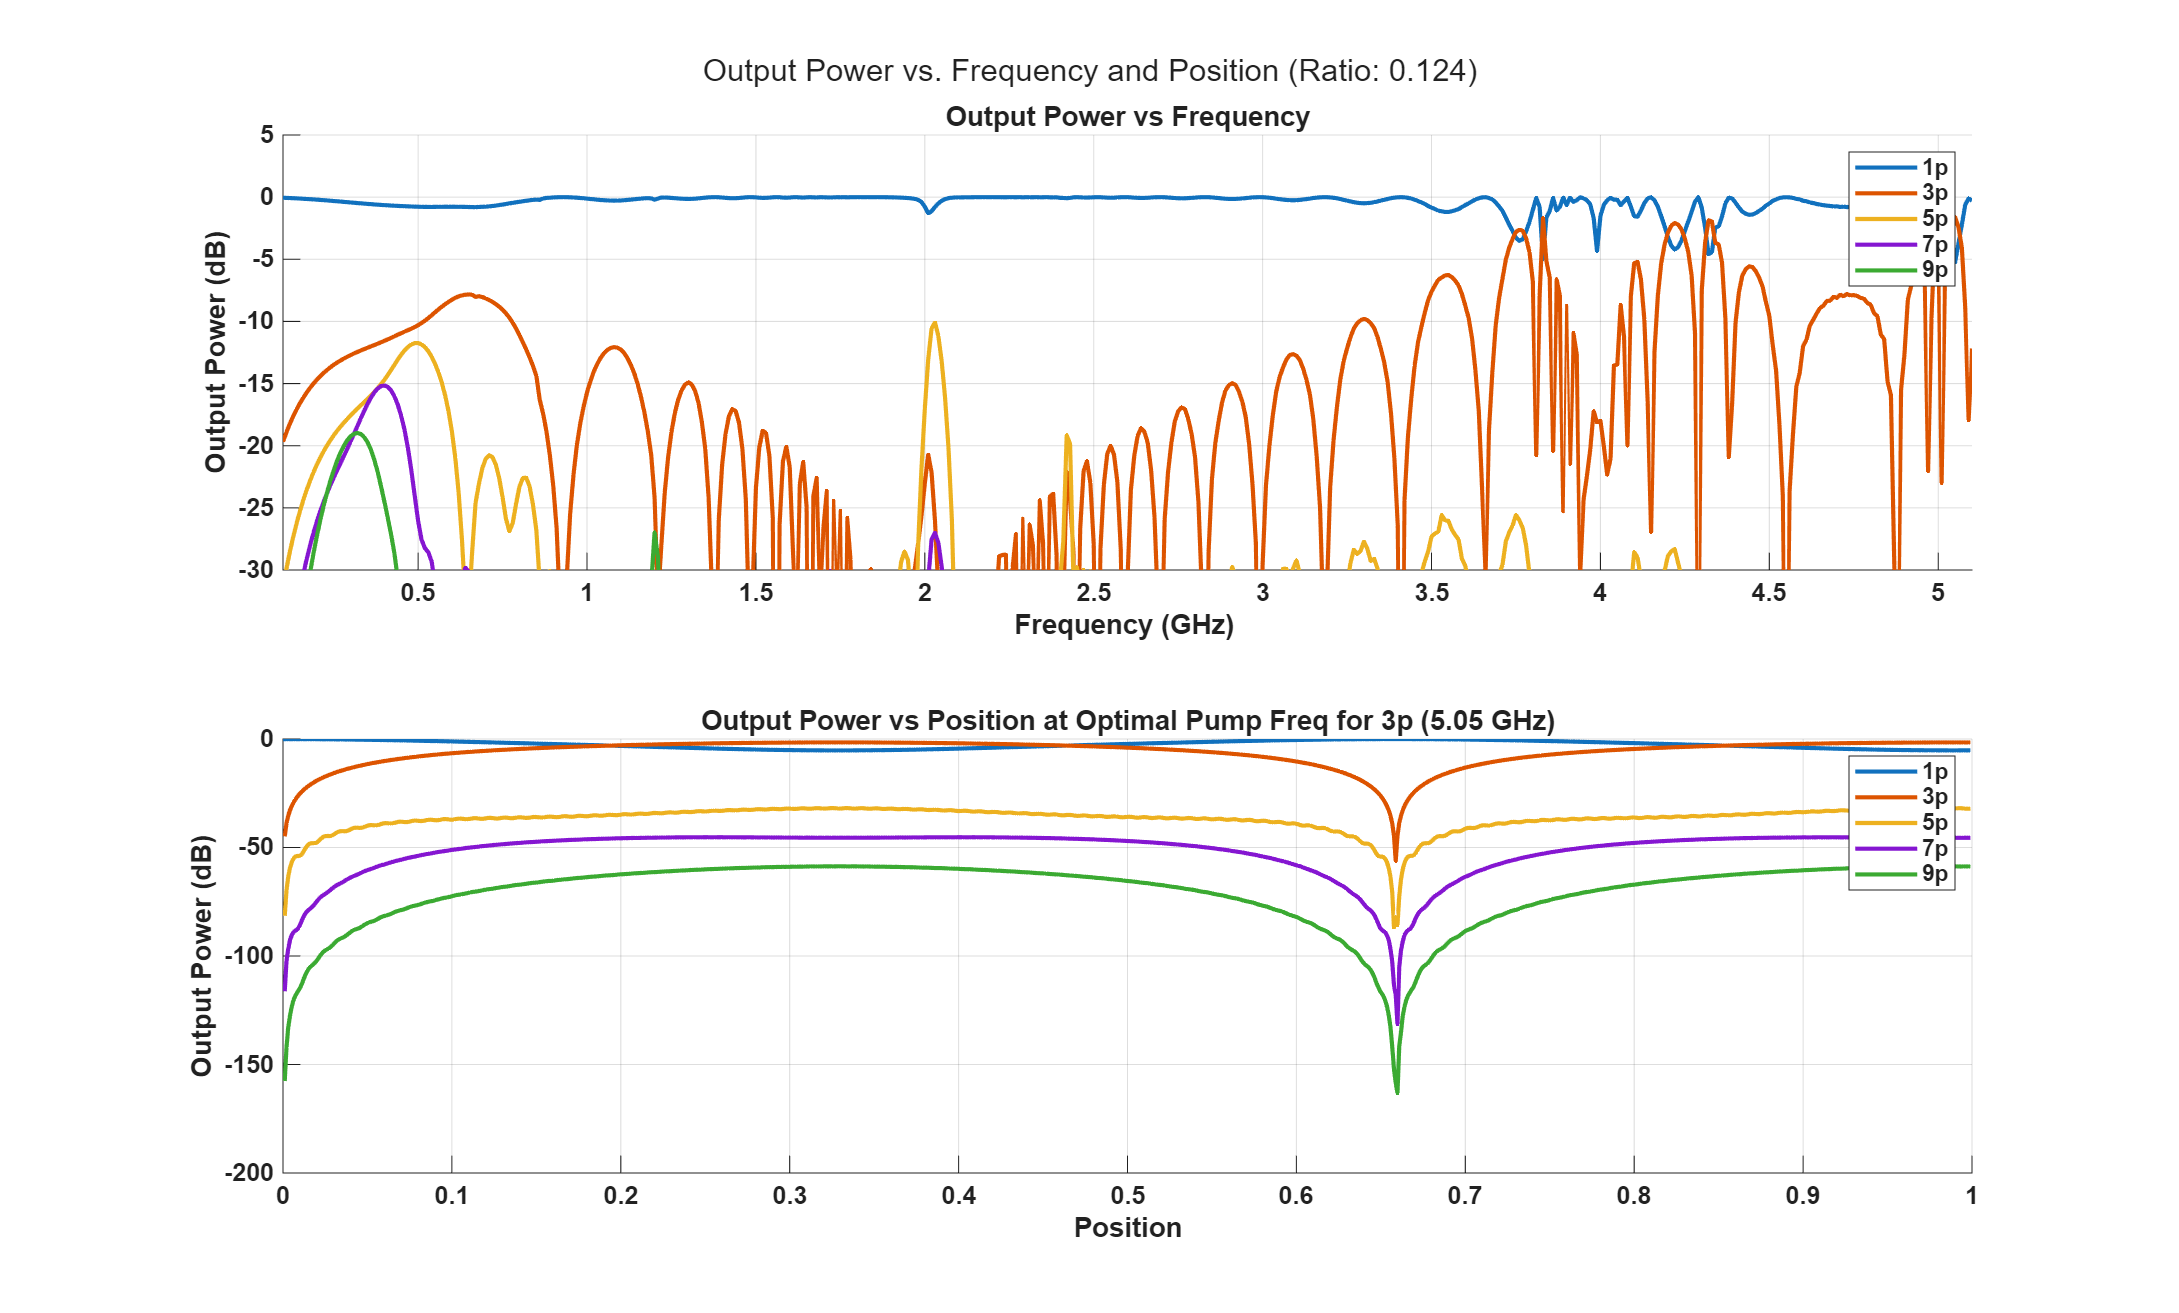 Output Power vs. Frequency and Position (Ratio: 0.124)
Output Power vs Frequency
5
0
-5
-10
-15
-20
-25
-30
Output Power (dB)
0.5 1 1.5 2 2.5 3 3.5 4 4.5 5
Frequency (GHz)
1p
3p
5p
7p
9p
Output Power vs Position at Optimal Pump Freq for 3p (5.05 GHz)
0
-50
-100
-150
-200
Output Power (dB)
0 0.1 0.2 0.3 0.4 0.5 0.6 0.7 0.8 0.9 1
Position
1p
3p
5p
7p
9p